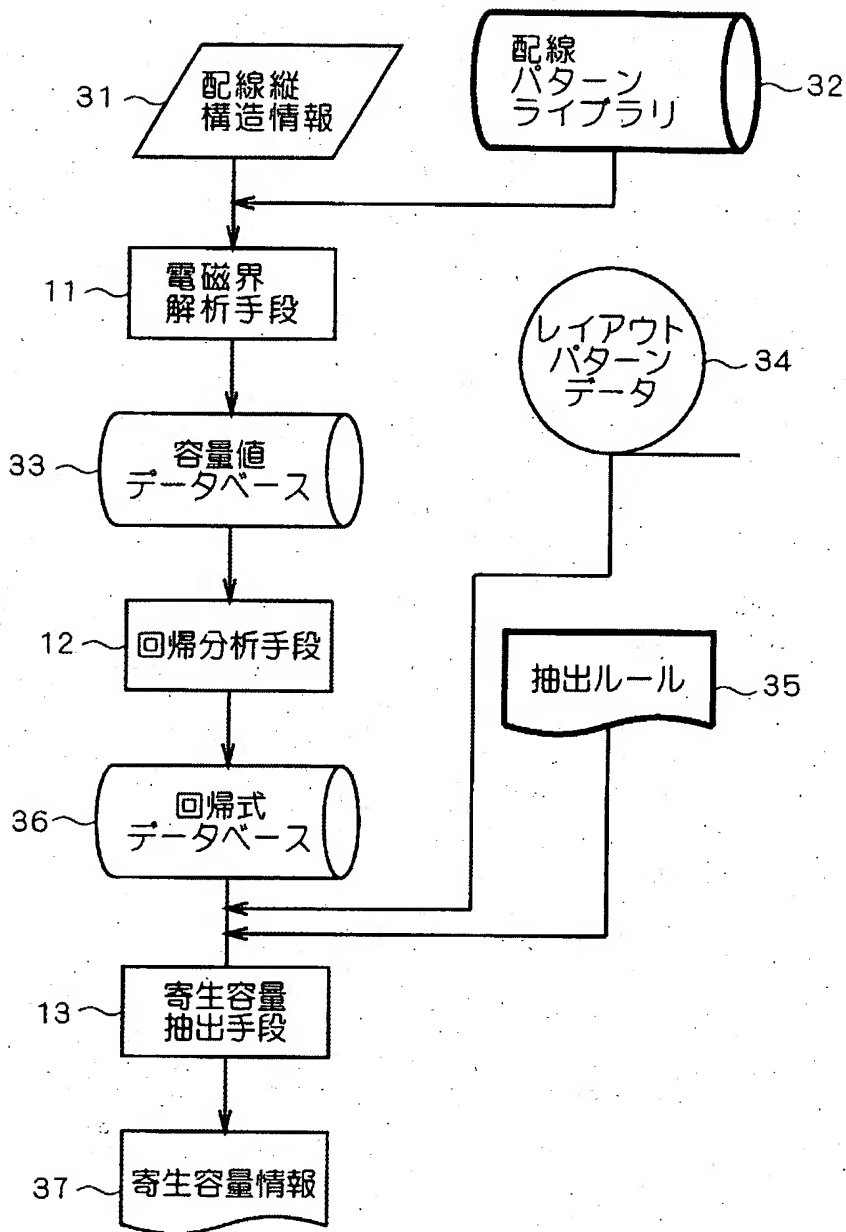 31
配線縦
構造情報
配線
パターン
ライブラリ
32
11
電磁界
解析手段
レイアウト
パターン
データ
34
33
容量値
データベース
12
回帰分析手段
抽出ルール
35
36
回帰式
データベース
13
寄生容量
抽出手段
37
寄生容量情報